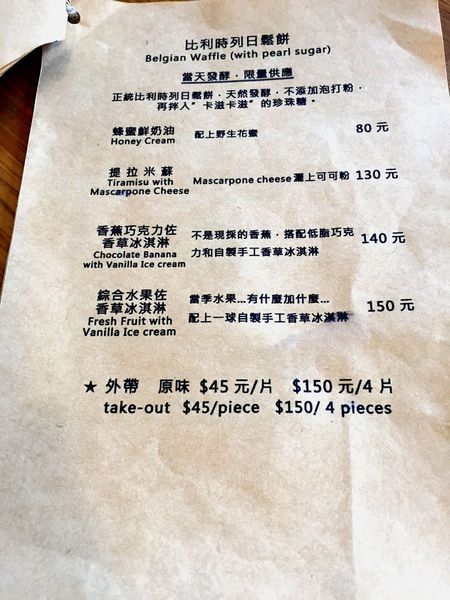 比利時列日鬆餅
Belgian Waffle (with pearl sugar)
當天發酵．限量供應
正統比利時列日鬆餅，天然發酵，不添加泡打粉，
再拌入”卡滋卡滋”的珍珠糖。
蜂蜜鮮奶油 配上野生花蜜 80 元
Honey Cream
提拉米蘇
Tiramisu with Mascarpone cheese灑上可可粉 130 元
Mascarpone Cheese
香蕉巧克力佐 不是現採的香蕉，搭配低脂巧克 140 元
香草冰淇淋 力和自製手工香草冰淇淋
Chocolate Banana
with Vanilla Ice cream
綜合水果佐 當季水果...有什麼加什麼... 150 元
香草冰淇淋 配上一球自製手工香草冰淇淋
Fresh Fruit with
Vanilla Ice cream
★ 外帶 原味 $45 元/片 $150 元/4 片
take-out $45/piece $150/ 4 pieces